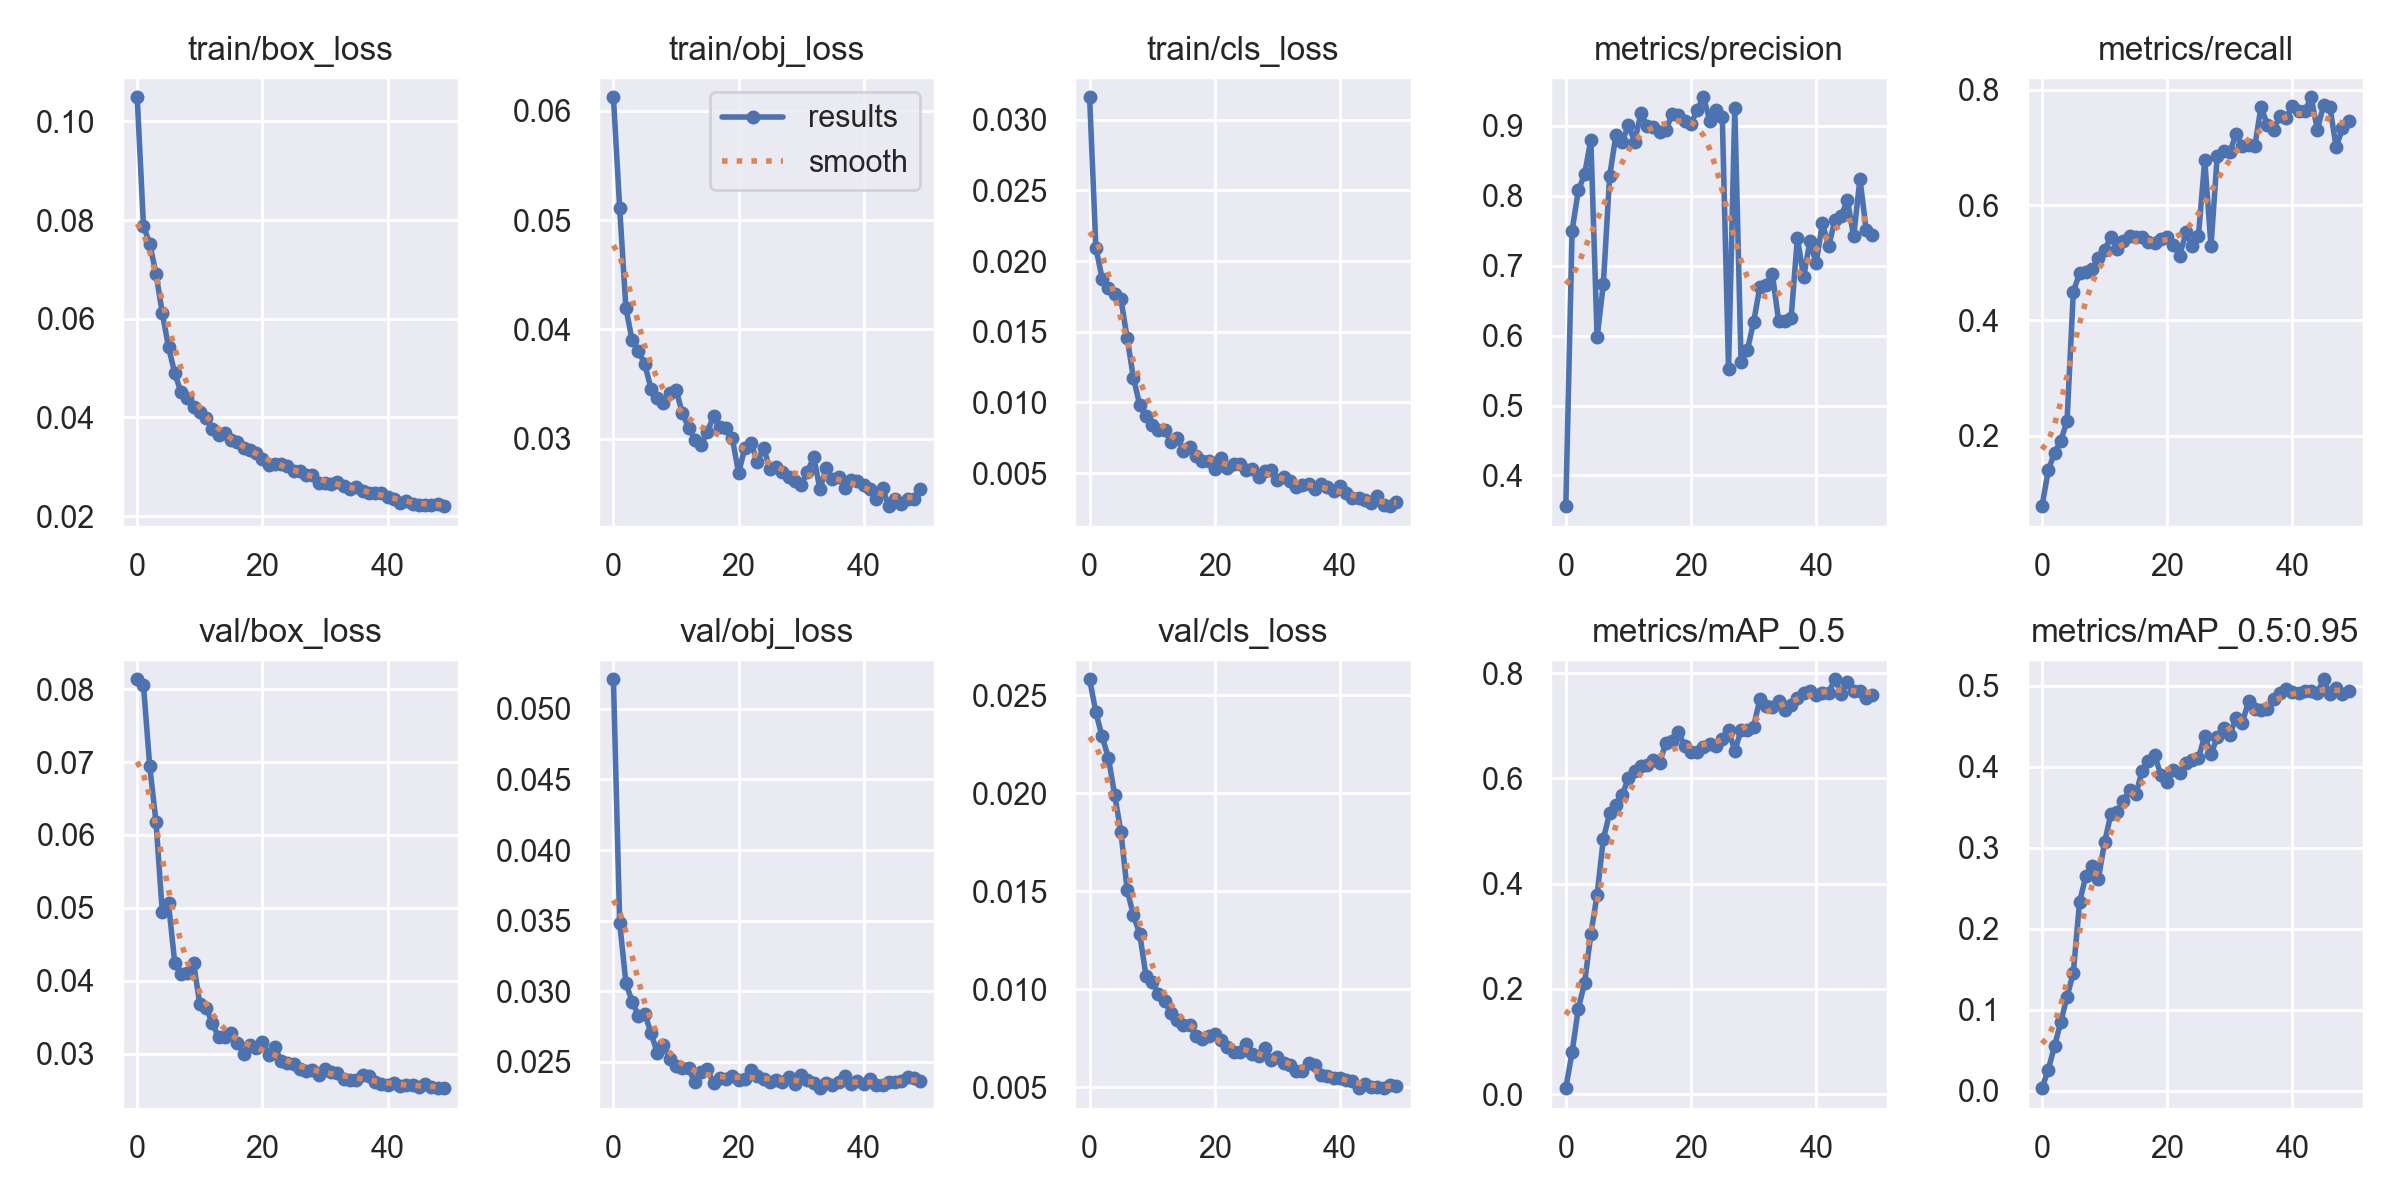 train/box_loss
train/obj_loss
train/cls_loss
metrics/precision
metrics/recall
0.10
0.08
0.06
0.04
0.02
0 20 40
results
smooth
0.06
0.05
0.04
0.03
0 20 40
0.030
0.025
0.020
0.015
0.010
0.005
0 20 40
0.9
0.8
0.7
0.6
0.5
0.4
0 20 40
0.8
0.6
0.4
0.2
0 20 40
val/box_loss
val/obj_loss
val/cls_loss
metrics/mAP_0.5
metrics/mAP_0.5:0.95
0.08
0.07
0.06
0.05
0.04
0.03
0 20 40
0.050
0.045
0.040
0.035
0.030
0.025
0 20 40
0.025
0.020
0.015
0.010
0.005
0 20 40
0.8
0.6
0.4
0.2
0.0
0 20 40
0.5
0.4
0.3
0.2
0.1
0.0
0 20 40